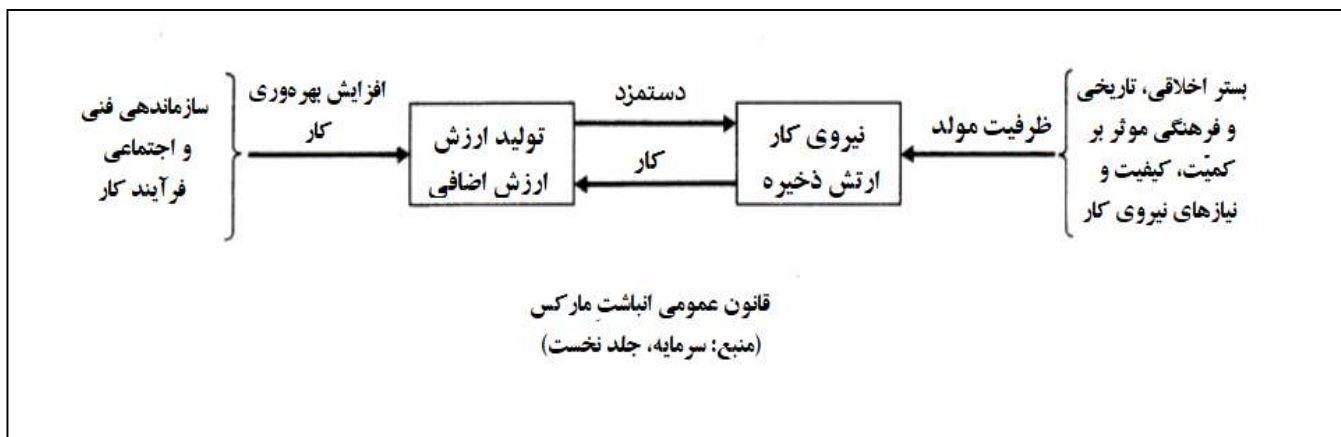 بستر اخلاقی، تاریخی
و فرهنگی موثر بر
کمیّت، کیفیت و
نیازهای نیروی کار
ظرفیت مولد
نیروی کار
ارتش ذخیره
دستمزد
کار
تولید ارزش
ارزش اضافی
افزایش بهره‌وری
کار
سازماندهی فنی
و اجتماعی
فرآیند کار
قانون عمومی انباشتِ مارکس
(منبع: سرمایه، جلد نخست)